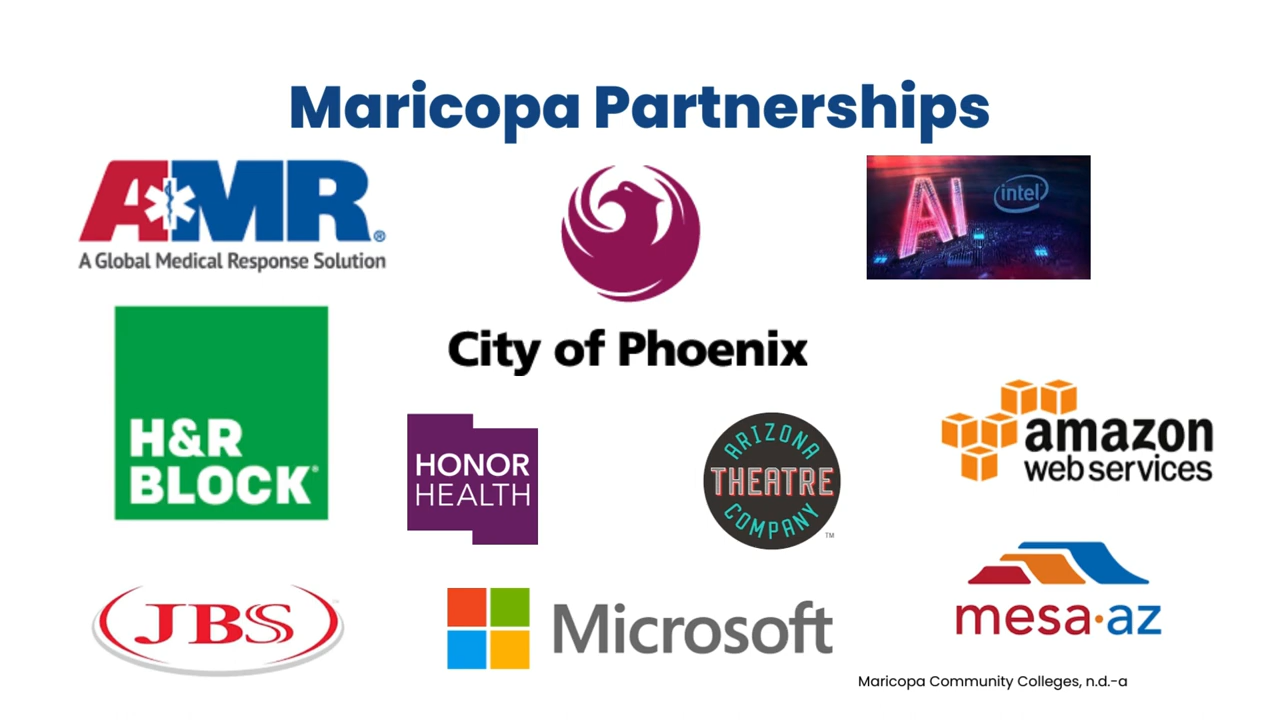 Maricopa Partnerships
AMR®
A Global Medical Response Solution
City of Phoenix
AI intel
H&R
BLOCK®
HONOR
HEALTH
ARIZONA
THEATRE
COMPANY
TM
amazon
web services
JBS
Microsoft
mesa·az
Maricopa Community Colleges, n.d.-a